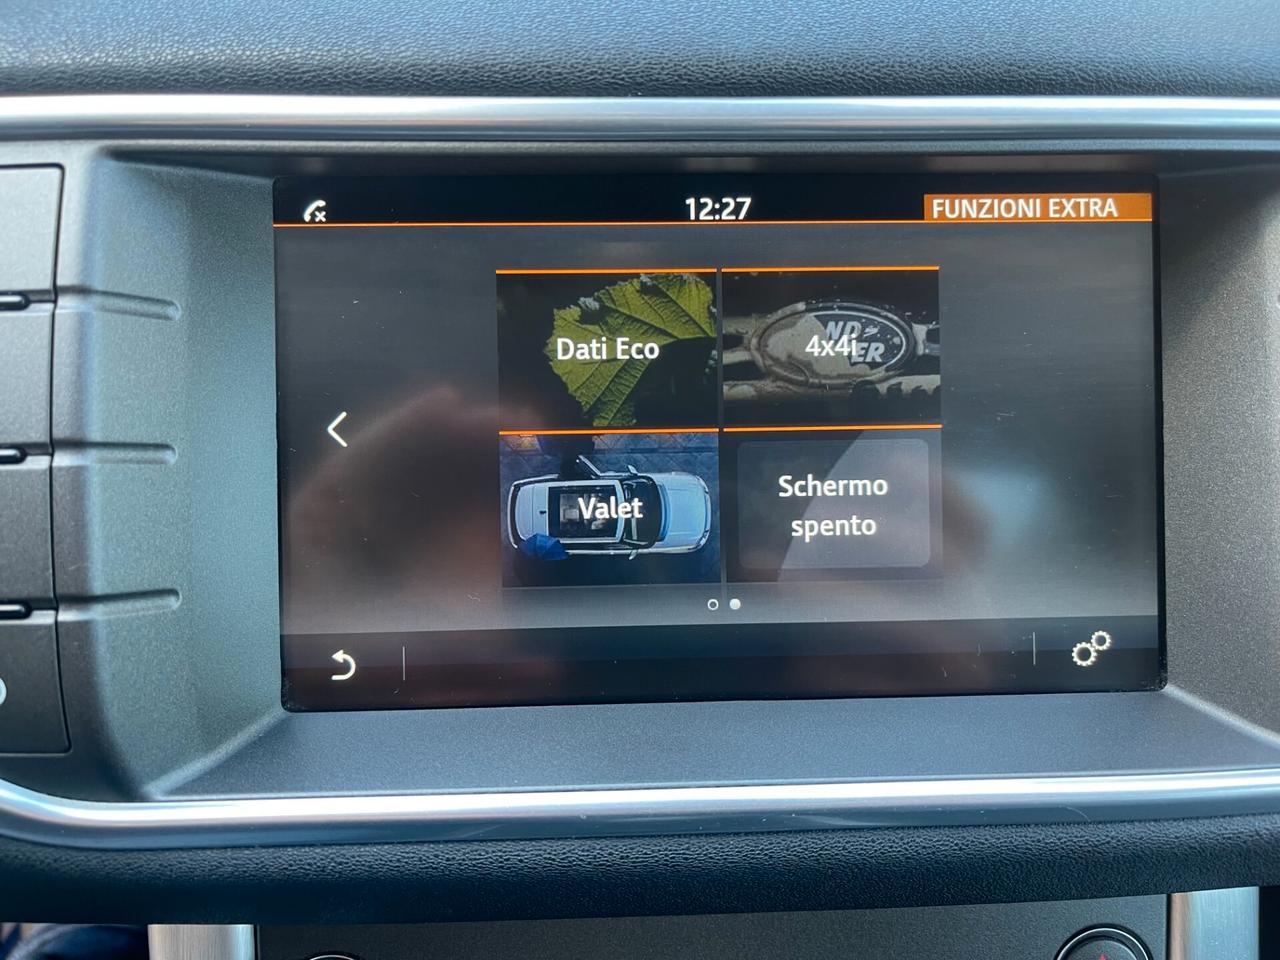 12:27
FUNZIONI EXTRA
Dati Eco
4x4i
Valet
Schermo
spento